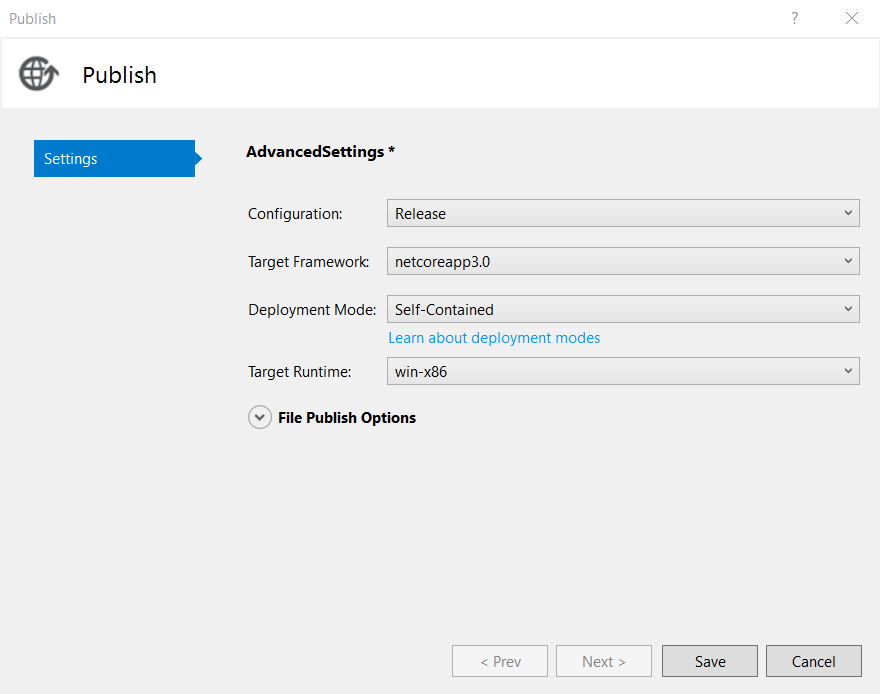 Publish
?
Publish
Settings
AdvancedSettings *
Configuration: Release
Target Framework: netcoreapp3.0
Deployment Mode: Self-Contained
Learn about deployment modes
Target Runtime: win-x86
File Publish Options
< Prev Next > Save Cancel